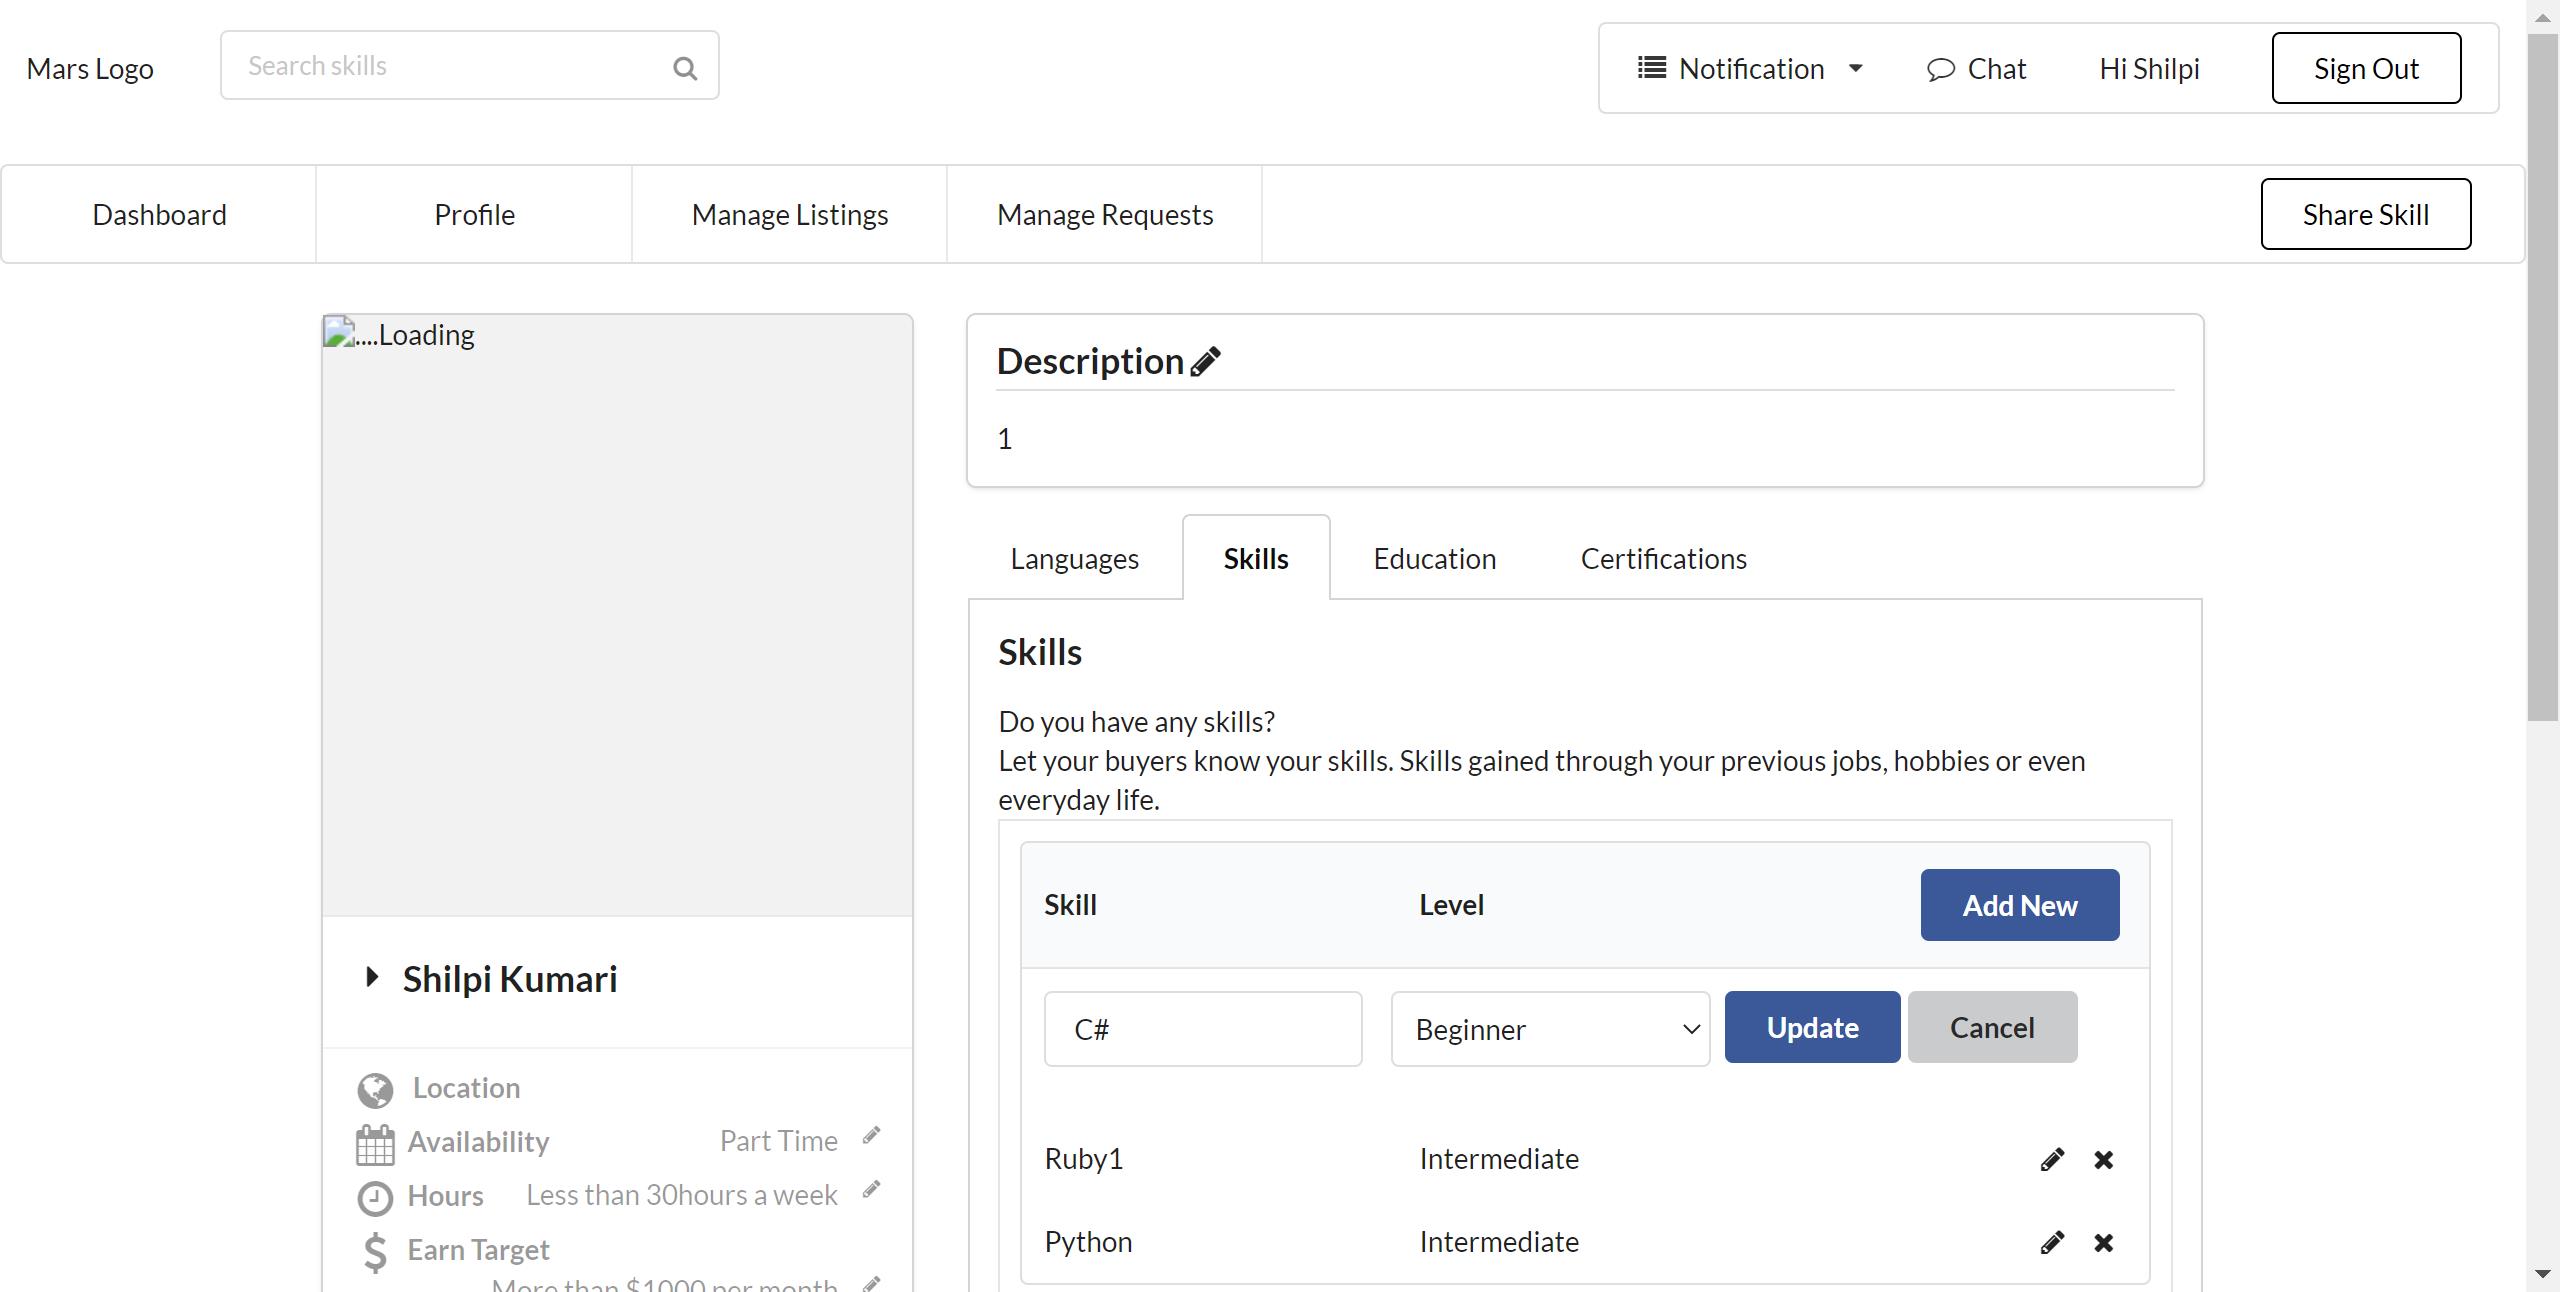 Mars Logo
Search skills
Notification
Chat
Hi Shilpi
Sign Out
Dashboard
Profile
Manage Listings
Manage Requests
Share Skill
....Loading
Shilpi Kumari
Location
Availability Part Time
Hours Less than 30hours a week
Earn Target
More than $1000 per month
Description
1
Languages
Skills
Education
Certifications
Skills
Do you have any skills?
Let your buyers know your skills. Skills gained through your previous jobs, hobbies or even
everyday life.
Skill Level Add New
C# Beginner Update Cancel
Ruby1 Intermediate
Python Intermediate